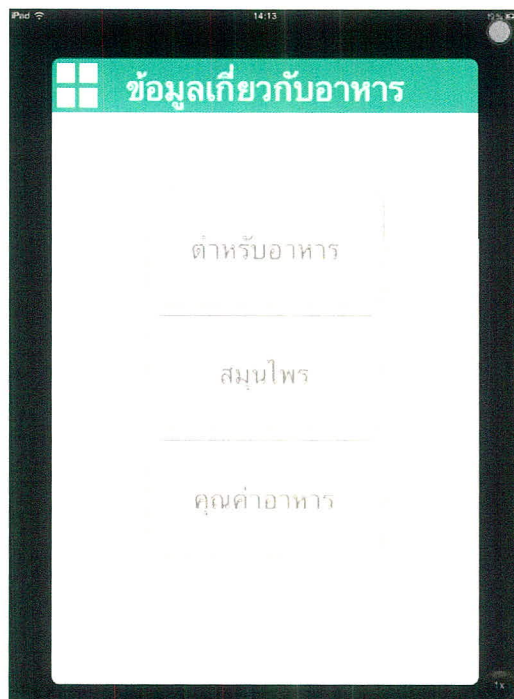 iPad 14:13 12%
ข้อมูลเกี่ยวกับอาหาร
ตำหรับอาหาร
สมุนไพร
คุณค่าอาหาร
1x